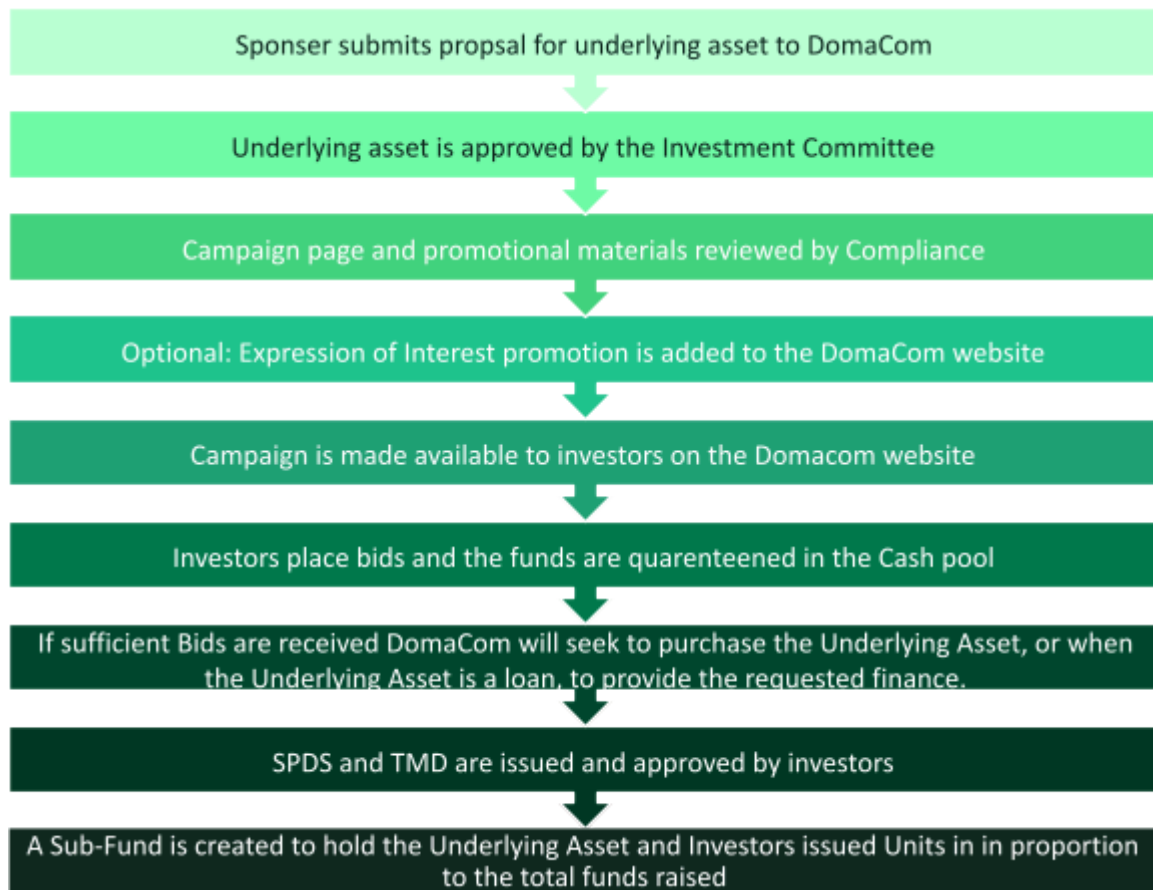 Sponser submits propsal for underlying asset to DomaCom
Underlying asset is approved by the Investment Committee
Campaign page and promotional materials reviewed by Compliance
Optional: Expression of Interest promotion is added to the DomaCom website
Campaign is made available to investors on the Domacom website
Investors place bids and the funds are quarenteened in the Cash pool
If sufficient Bids are received DomaCom will seek to purchase the Underlying Asset, or when
the Underlying Asset is a loan, to provide the requested finance.
SPDS and TMD are issued and approved by investors
A Sub-Fund is created to hold the Underlying Asset and Investors issued Units in in proportion
to the total funds raised